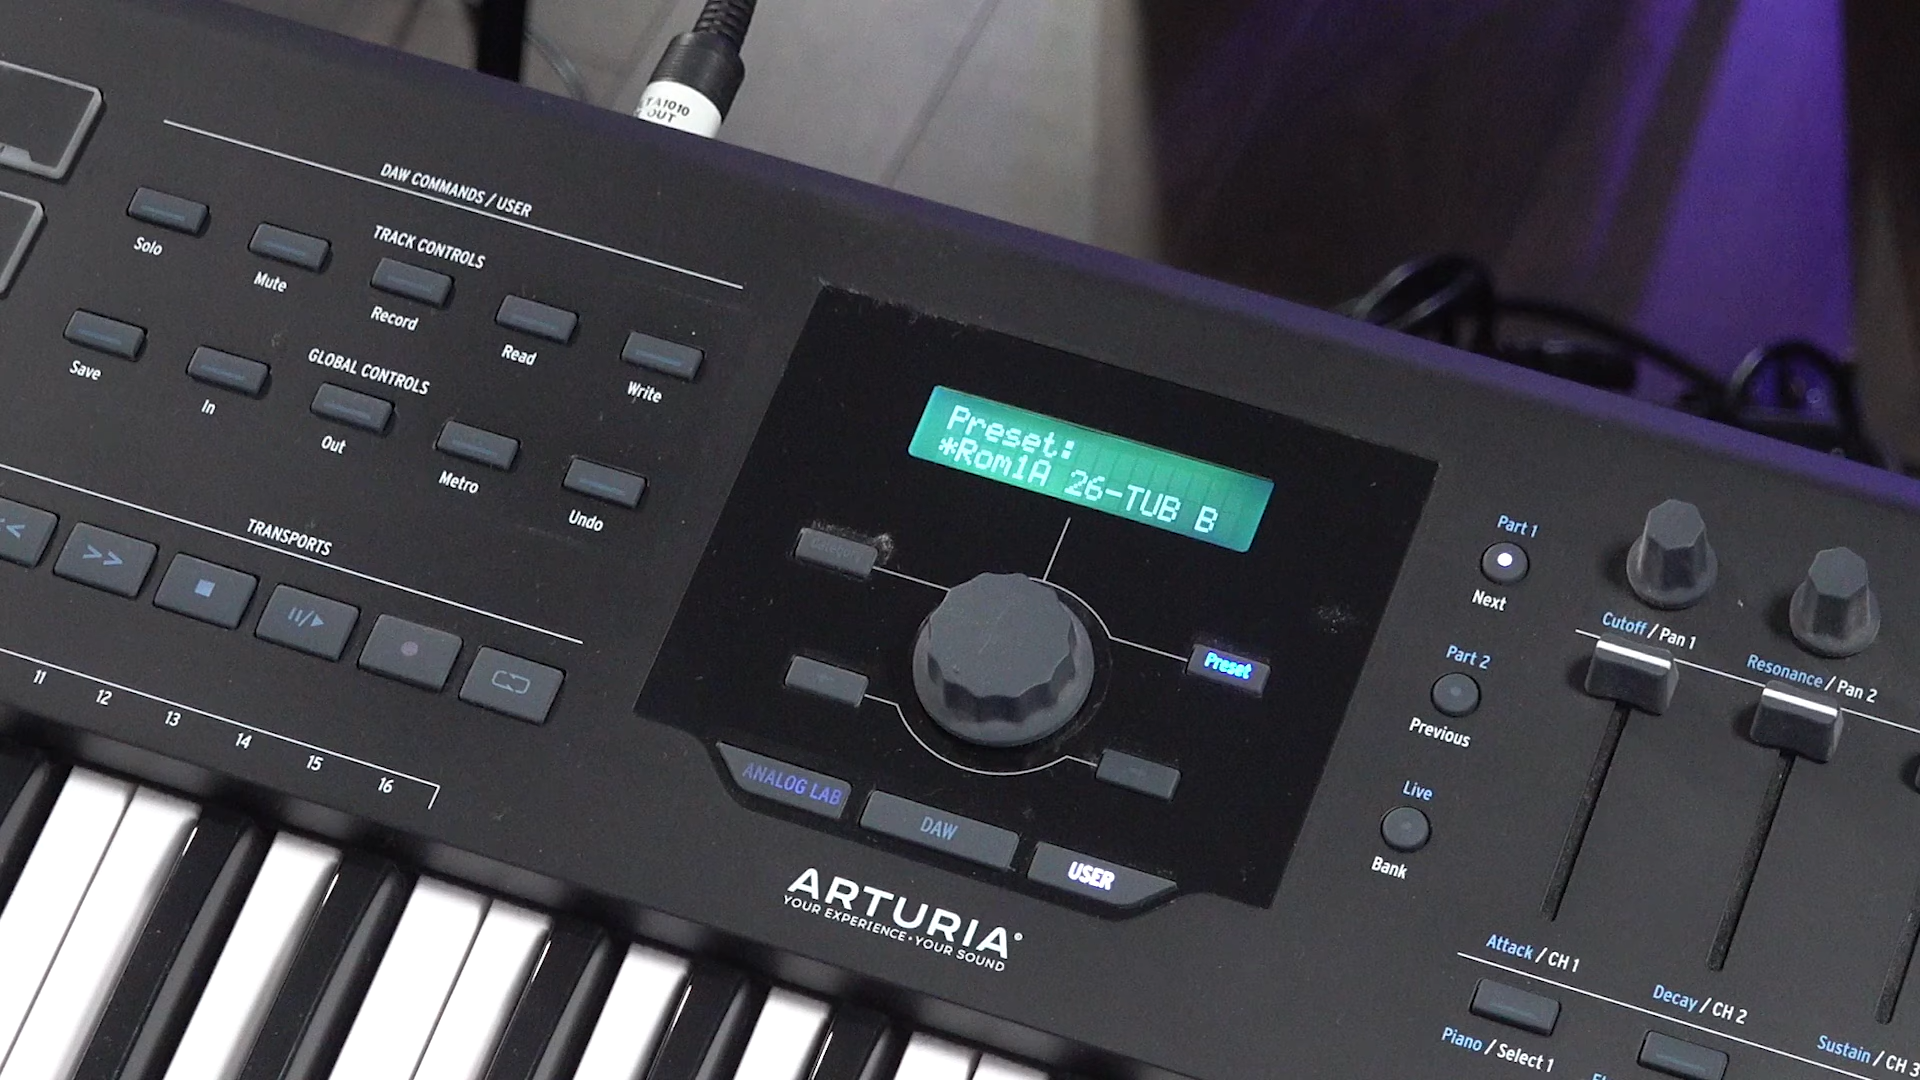 TA1010
OUT
DAW COMMANDS / USER
TRACK CONTROLS
Solo
Mute
Record
Read
Write
GLOBAL CONTROLS
Save
In
Out
Metro
Undo
TRANSPORTS
<<
>>
11
12
13
14
15
16
Preset:
*Rom1A 26-TUB B
Category
Preset
ANALOG LAB
DAW
USER
ARTURIA®
YOUR EXPERIENCE • YOUR SOUND
Part 1
Next
Part 2
Previous
Live
Bank
Cutoff / Pan 1
Resonance / Pan 2
Attack / CH 1
Decay / CH 2
Sustain / CH 3
Piano / Select 1